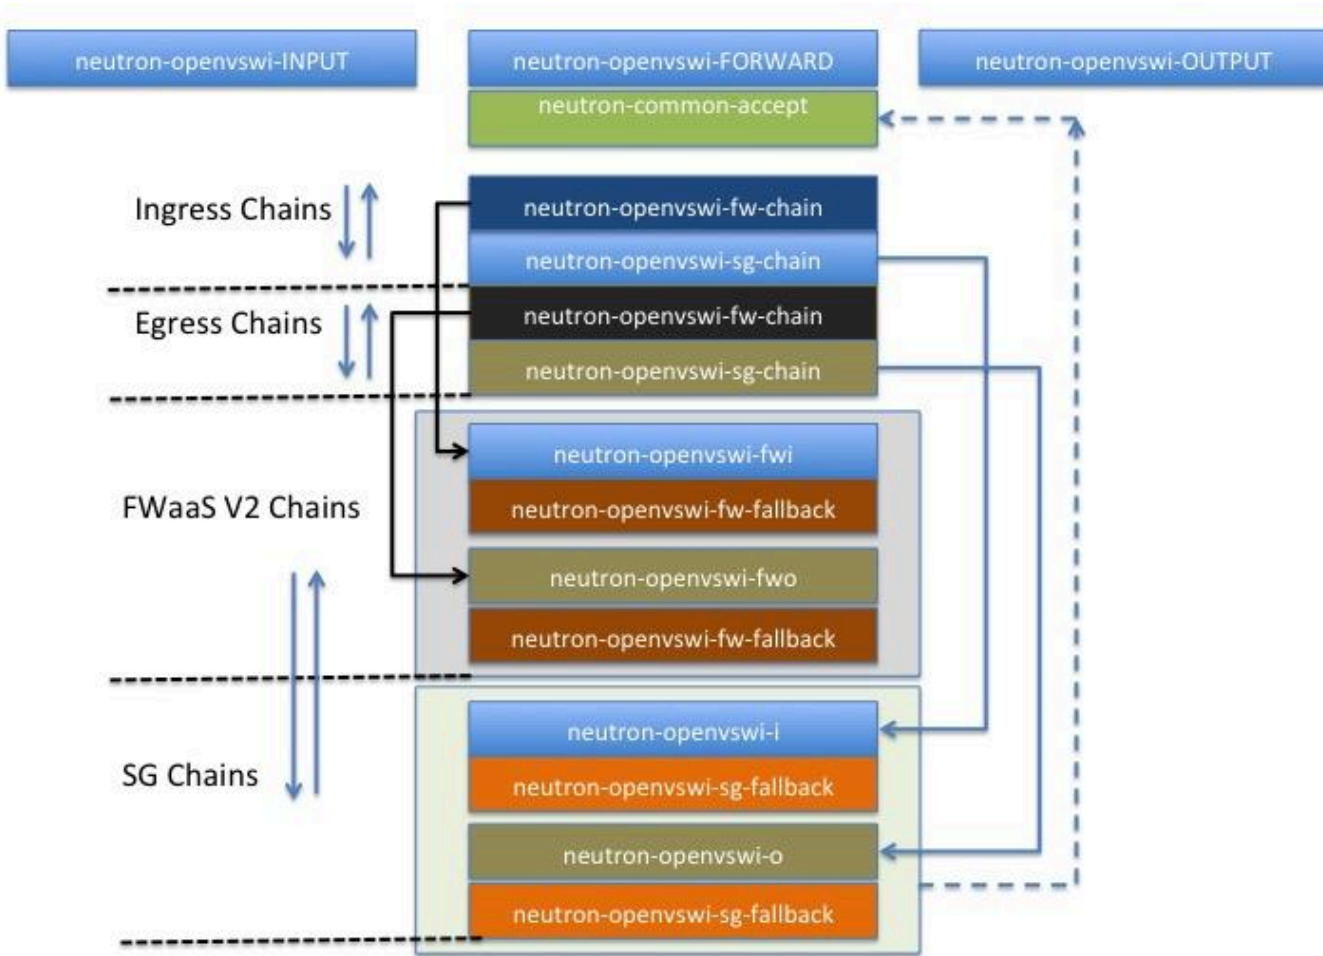 neutron-openvswi-INPUT
neutron-openvswi-FORWARD
neutron-openvswi-OUTPUT
neutron-common-accept
Ingress Chains
neutron-openvswi-fw-chain
neutron-openvswi-sg-chain
Egress Chains
neutron-openvswi-fw-chain
neutron-openvswi-sg-chain
FWaaS V2 Chains
neutron-openvswi-fwi
neutron-openvswi-fw-fallback
neutron-openvswi-fwo
neutron-openvswi-fw-fallback
SG Chains
neutron-openvswi-i
neutron-openvswi-sg-fallback
neutron-openvswi-o
neutron-openvswi-sg-fallback